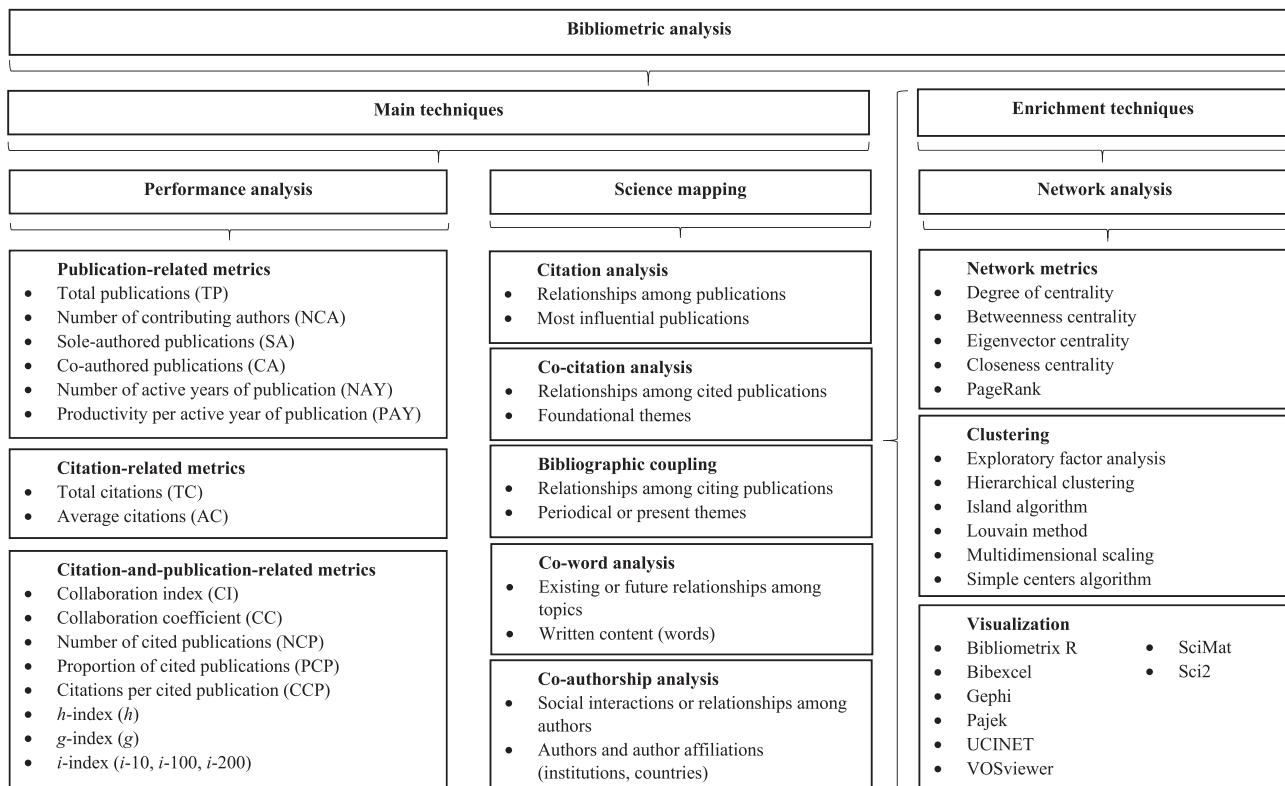 Bibliometric analysis
Main techniques
Performance analysis
Publication-related metrics
• Total publications (TP)
• Number of contributing authors (NCA)
• Sole-authored publications (SA)
• Co-authored publications (CA)
• Number of active years of publication (NAY)
• Productivity per active year of publication (PAY)
Citation-related metrics
• Total citations (TC)
• Average citations (AC)
Citation-and-publication-related metrics
• Collaboration index (CI)
• Collaboration coefficient (CC)
• Number of cited publications (NCP)
• Proportion of cited publications (PCP)
• Citations per cited publication (CCP)
• h-index (h)
• g-index (g)
• i-index (i-10, i-100, i-200)
Science mapping
Citation analysis
• Relationships among publications
• Most influential publications
Co-citation analysis
• Relationships among cited publications
• Foundational themes
Bibliographic coupling
• Relationships among citing publications
• Periodical or present themes
Co-word analysis
• Existing or future relationships among
topics
• Written content (words)
Co-authorship analysis
• Social interactions or relationships among
authors
• Authors and author affiliations
(institutions, countries)
Enrichment techniques
Network analysis
Network metrics
• Degree of centrality
• Betweenness centrality
• Eigenvector centrality
• Closeness centrality
• PageRank
Clustering
• Exploratory factor analysis
• Hierarchical clustering
• Island algorithm
• Louvain method
• Multidimensional scaling
• Simple centers algorithm
Visualization
• Bibliometrix R
• Bibexcel
• Gephi
• Pajek
• UCINET
• VOSviewer
• SciMat
• Sci2